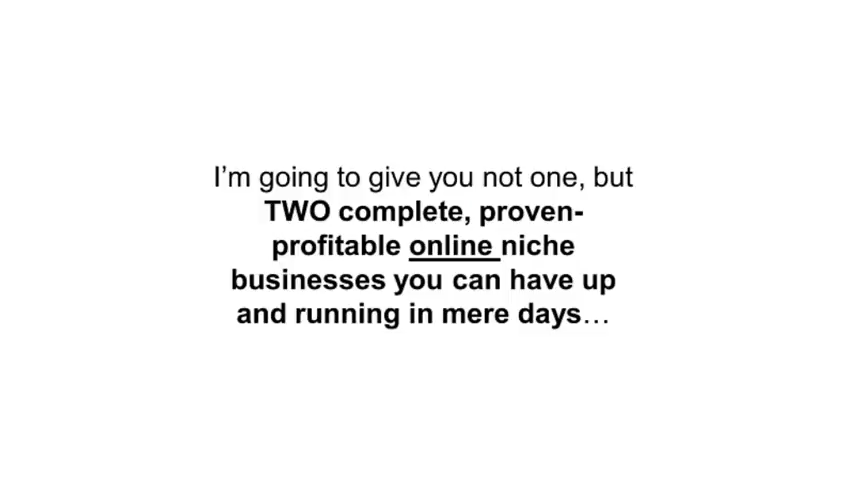 I’m going to give you not one, but
TWO complete, proven-
profitable online niche
businesses you can have up
and running in mere days…